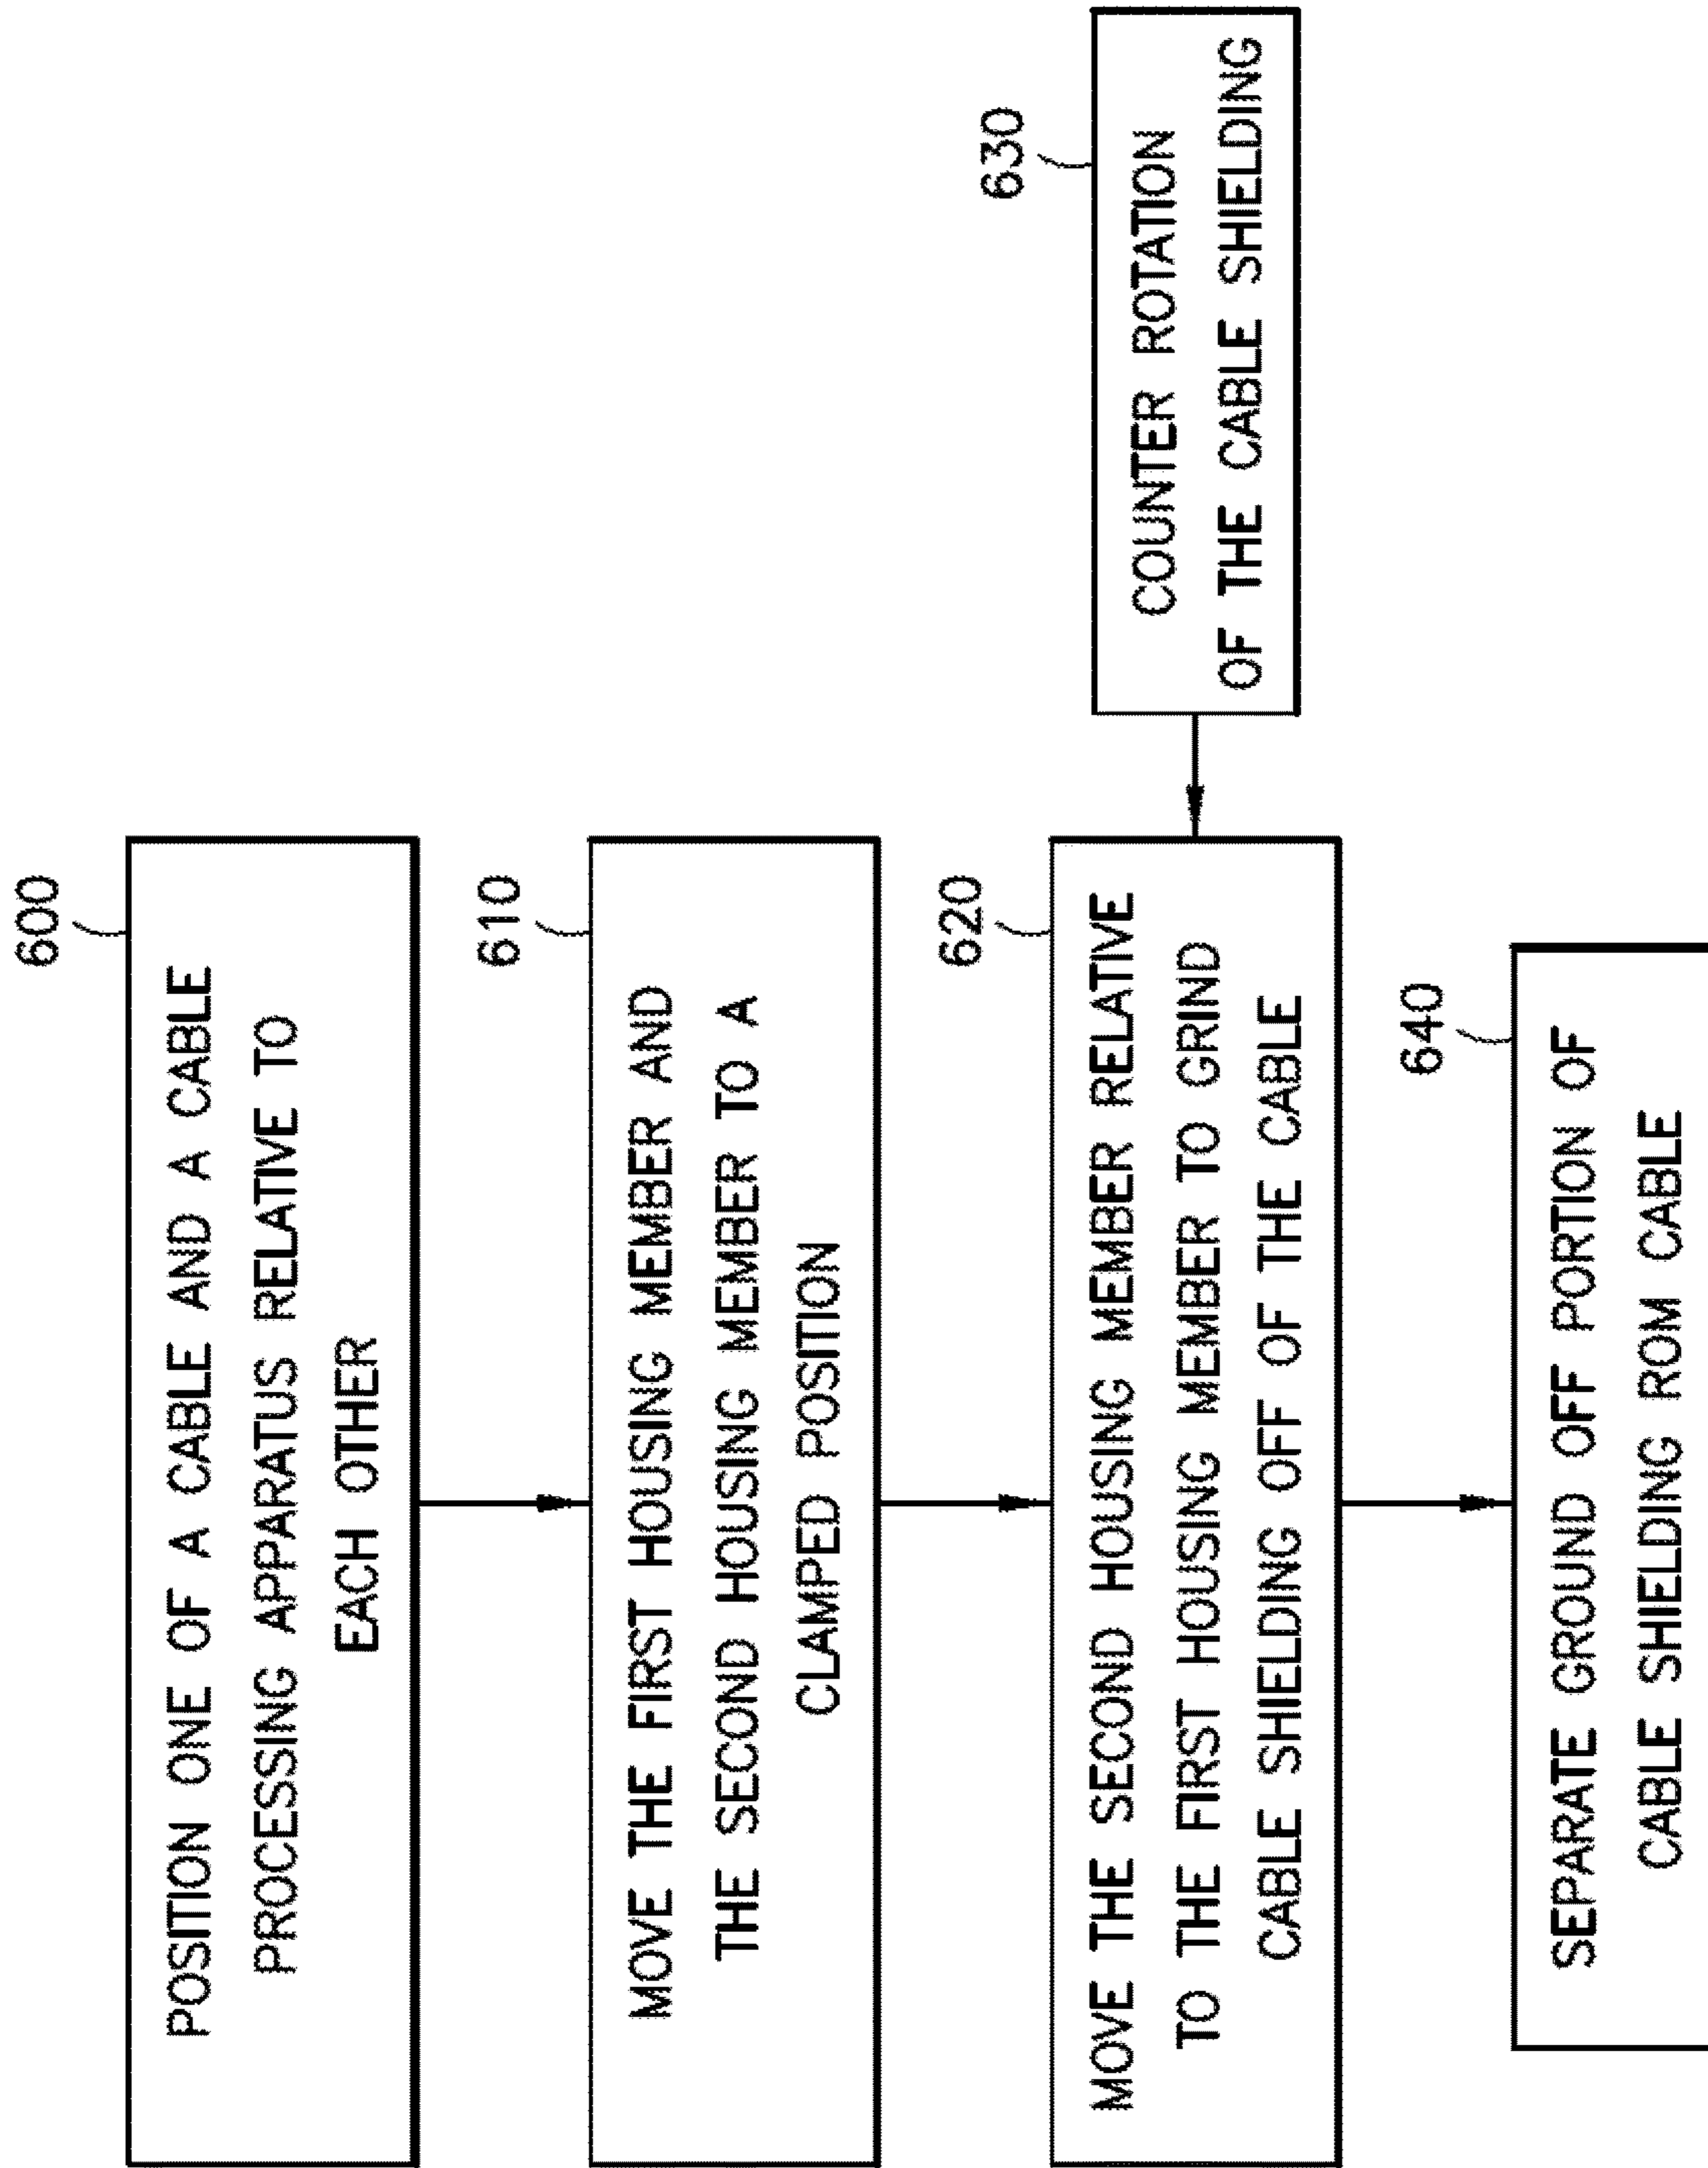 600
POSITION ONE OF A CABLE AND A CABLE
PROCESSING APPARATUS RELATIVE TO
EACH OTHER
610
MOVE THE FIRST HOUSING MEMBER AND
THE SECOND HOUSING MEMBER TO A
CLAMPED POSITION
620
MOVE THE SECOND HOUSING MEMBER RELATIVE
TO THE FIRST HOUSING MEMBER TO GRIND
CABLE SHIELDING OFF OF THE CABLE
630
COUNTER ROTATION
OF THE CABLE SHIELDING
640
SEPARATE GROUND OFF PORTION OF
CABLE SHIELDING ROM CABLE